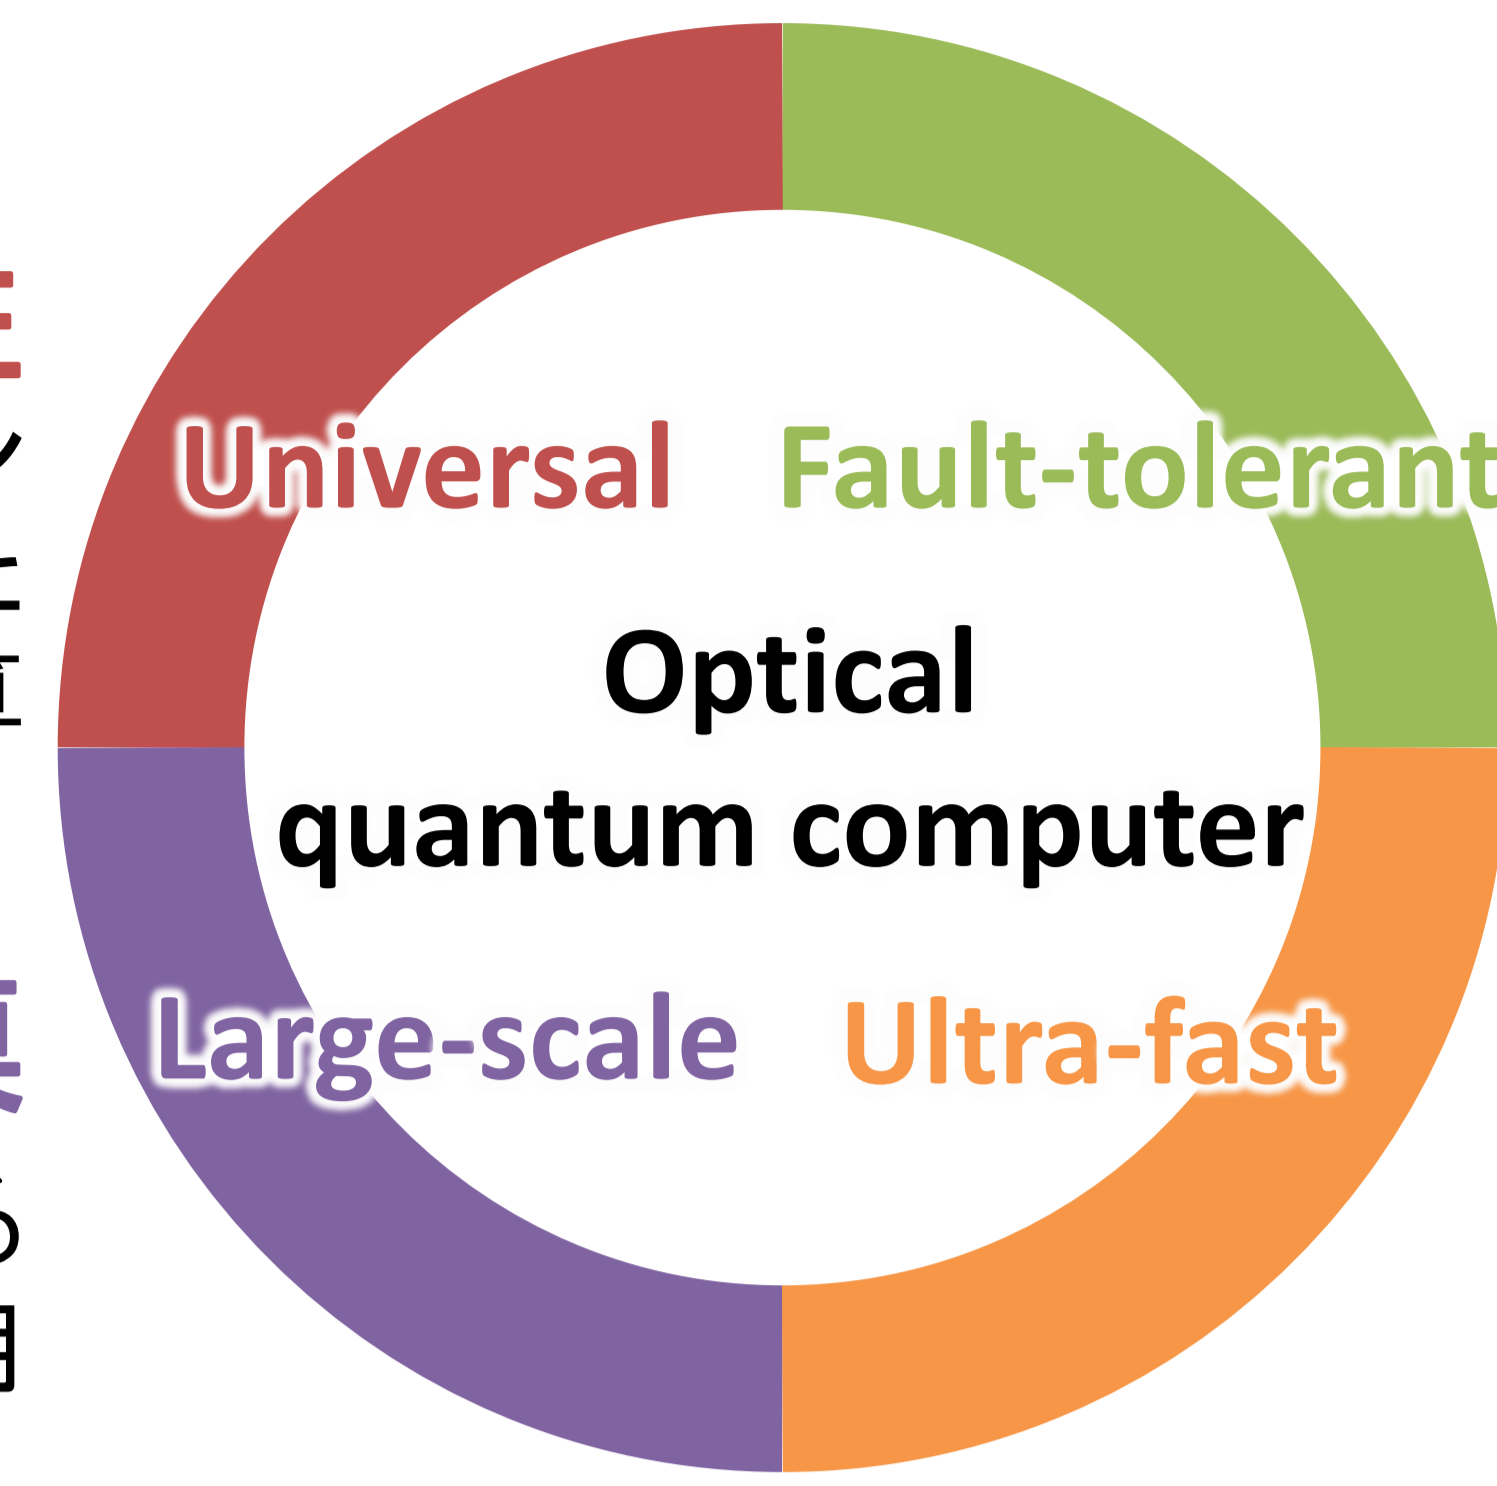 Universal
Fault-tolerant
Optical
quantum computer
Large-scale
Ultra-fast